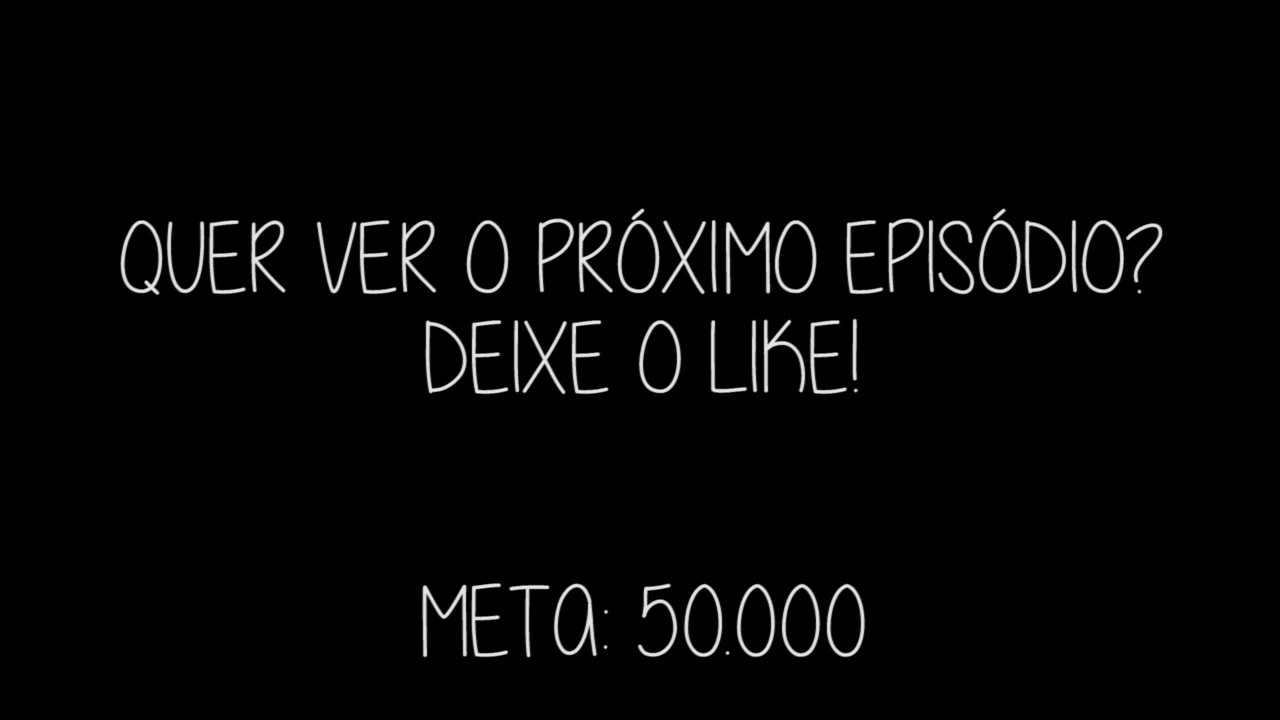 QUER VER O PRÓXIMO EPISÓDIO?
DEIXE O LIKE!
META: 50.000